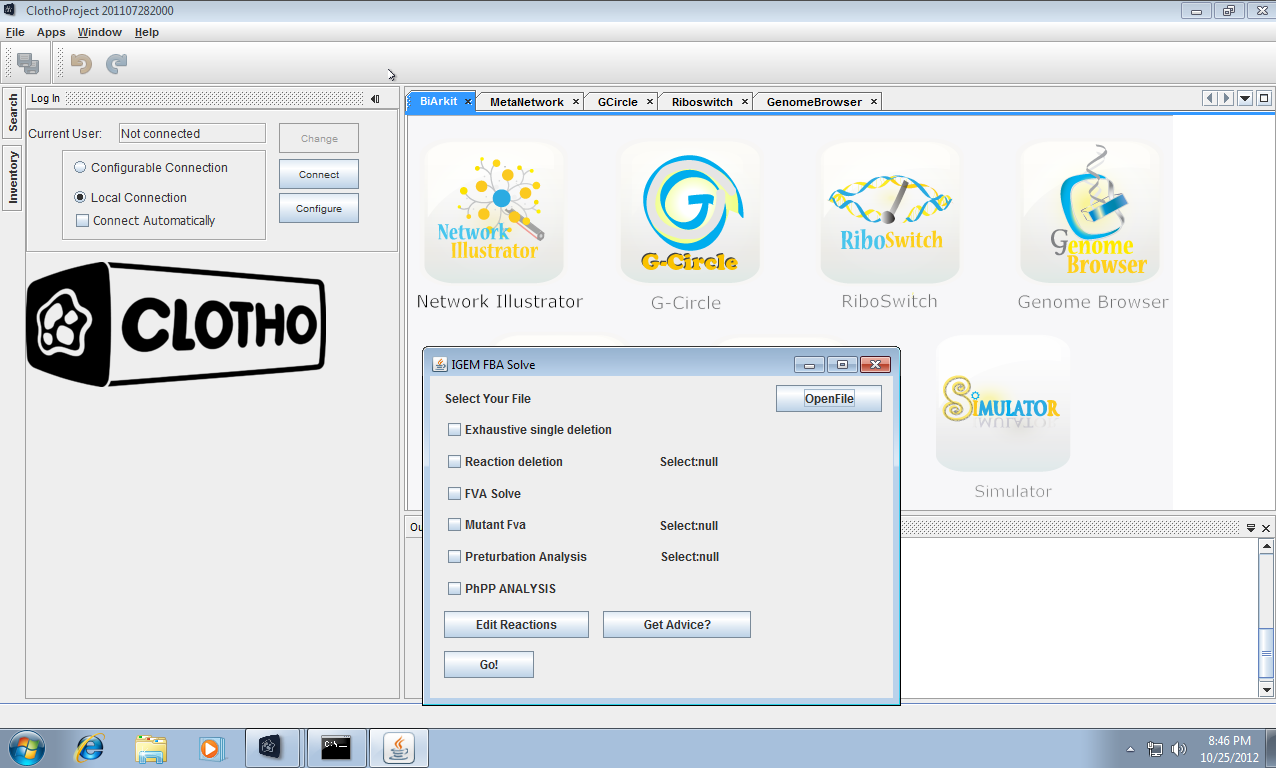 ClothoProject 201107282000
File Apps Window Help
Search
Inventory
Log In
Current User: Not connected
Change
Configurable Connection
Connect
Local Connection
Configure
Connect Automatically
CLOTHO
BiArkit MetaNetwork GCircle Riboswitch GenomeBrowser
Network
Illustrator
G-Circle
RiboSwitch
Genome
Browser
Network Illustrator G-Circle RiboSwitch Genome Browser
SIMULATOR
Simulator
IGEM FBA Solve
Select Your File OpenFile
Exhaustive single deletion
Reaction deletion Select:null
FVA Solve
Mutant Fva Select:null
Preturbation Analysis Select:null
PhPP ANALYSIS
Edit Reactions Get Advice?
Go!
8:46 PM
10/25/2012